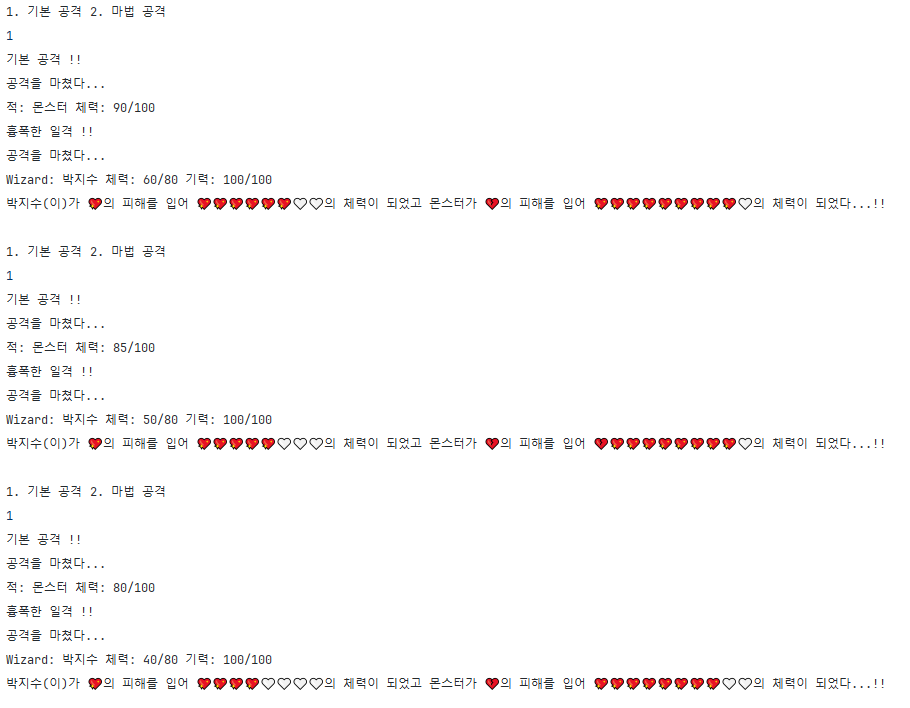 1. 기본 공격 2. 마법 공격
1
기본 공격 !!
공격을 마쳤다...
적: 몬스터 체력: 90/100
흉폭한 일격 !!
공격을 마쳤다...
Wizard: 박지수 체력: 60/80 기력: 100/100
박지수(이)가 💖의 피해를 입어 💖💖💖💖💖💖🤍🤍의 체력이 되었고 몬스터가 💔의 피해를 입어 💖💖💖💖💖💖💖💖💖🤍의 체력이 되었다...!!
1. 기본 공격 2. 마법 공격
1
기본 공격 !!
공격을 마쳤다...
적: 몬스터 체력: 85/100
흉폭한 일격 !!
공격을 마쳤다...
Wizard: 박지수 체력: 50/80 기력: 100/100
박지수(이)가 💖의 피해를 입어 💖💖💖💖💖🤍🤍🤍의 체력이 되었고 몬스터가 💔의 피해를 입어 💔💖💖💖💖💖💖💖💖🤍의 체력이 되었다...!!
1. 기본 공격 2. 마법 공격
1
기본 공격 !!
공격을 마쳤다...
적: 몬스터 체력: 80/100
흉폭한 일격 !!
공격을 마쳤다...
Wizard: 박지수 체력: 40/80 기력: 100/100
박지수(이)가 💖의 피해를 입어 💖💖💖💖🤍🤍🤍🤍의 체력이 되었고 몬스터가 💔의 피해를 입어 💖💖💖💖💖💖💖💖🤍🤍의 체력이 되었다...!!